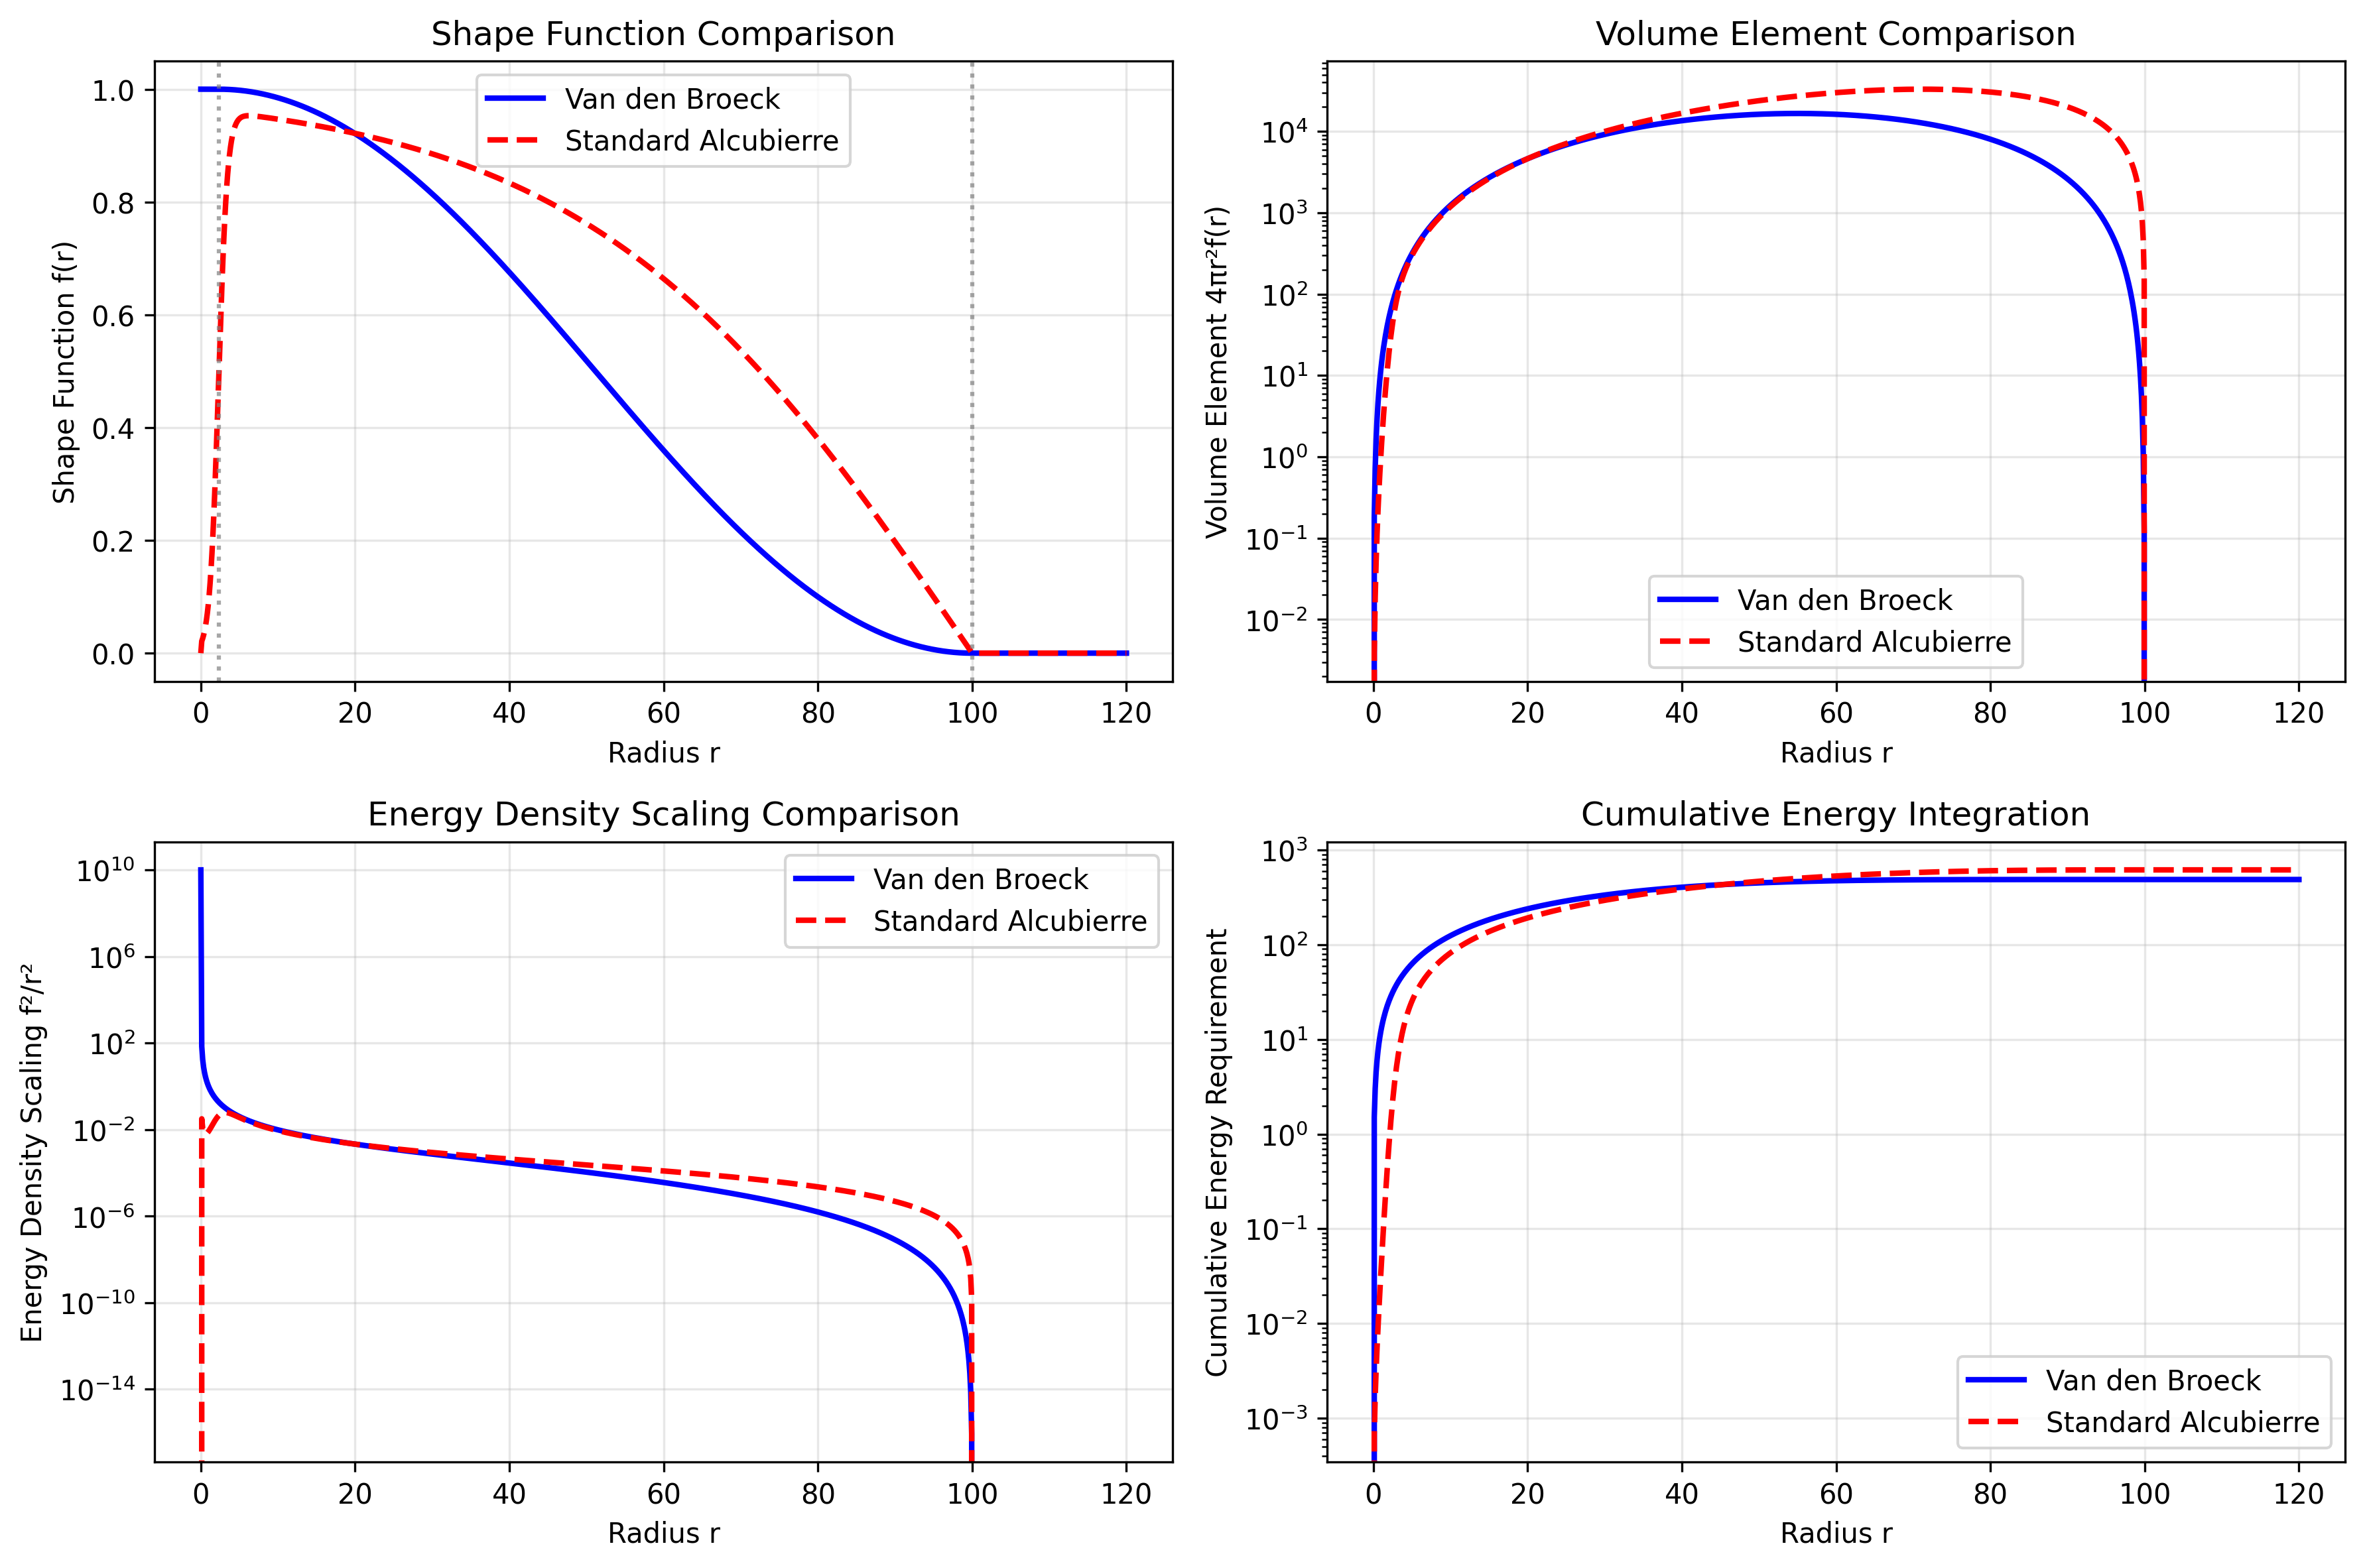 Shape Function Comparison
Shape Function f(r)
1.0
0.8
0.6
0.4
0.2
0.0
Van den Broeck
Standard Alcubierre
0 20 40 60 80 100 120
Radius r
Volume Element Comparison
Volume Element 4πr²f(r)
10⁴
10³
10²
10¹
10⁰
10⁻¹
10⁻²
Van den Broeck
Standard Alcubierre
0 20 40 60 80 100 120
Radius r
Energy Density Scaling Comparison
Energy Density Scaling f²/r²
10¹⁰
10⁶
10²
10⁻²
10⁻⁶
10⁻¹⁰
10⁻¹⁴
Van den Broeck
Standard Alcubierre
0 20 40 60 80 100 120
Radius r
Cumulative Energy Integration
Cumulative Energy Requirement
10³
10²
10¹
10⁰
10⁻¹
10⁻²
10⁻³
Van den Broeck
Standard Alcubierre
0 20 40 60 80 100 120
Radius r